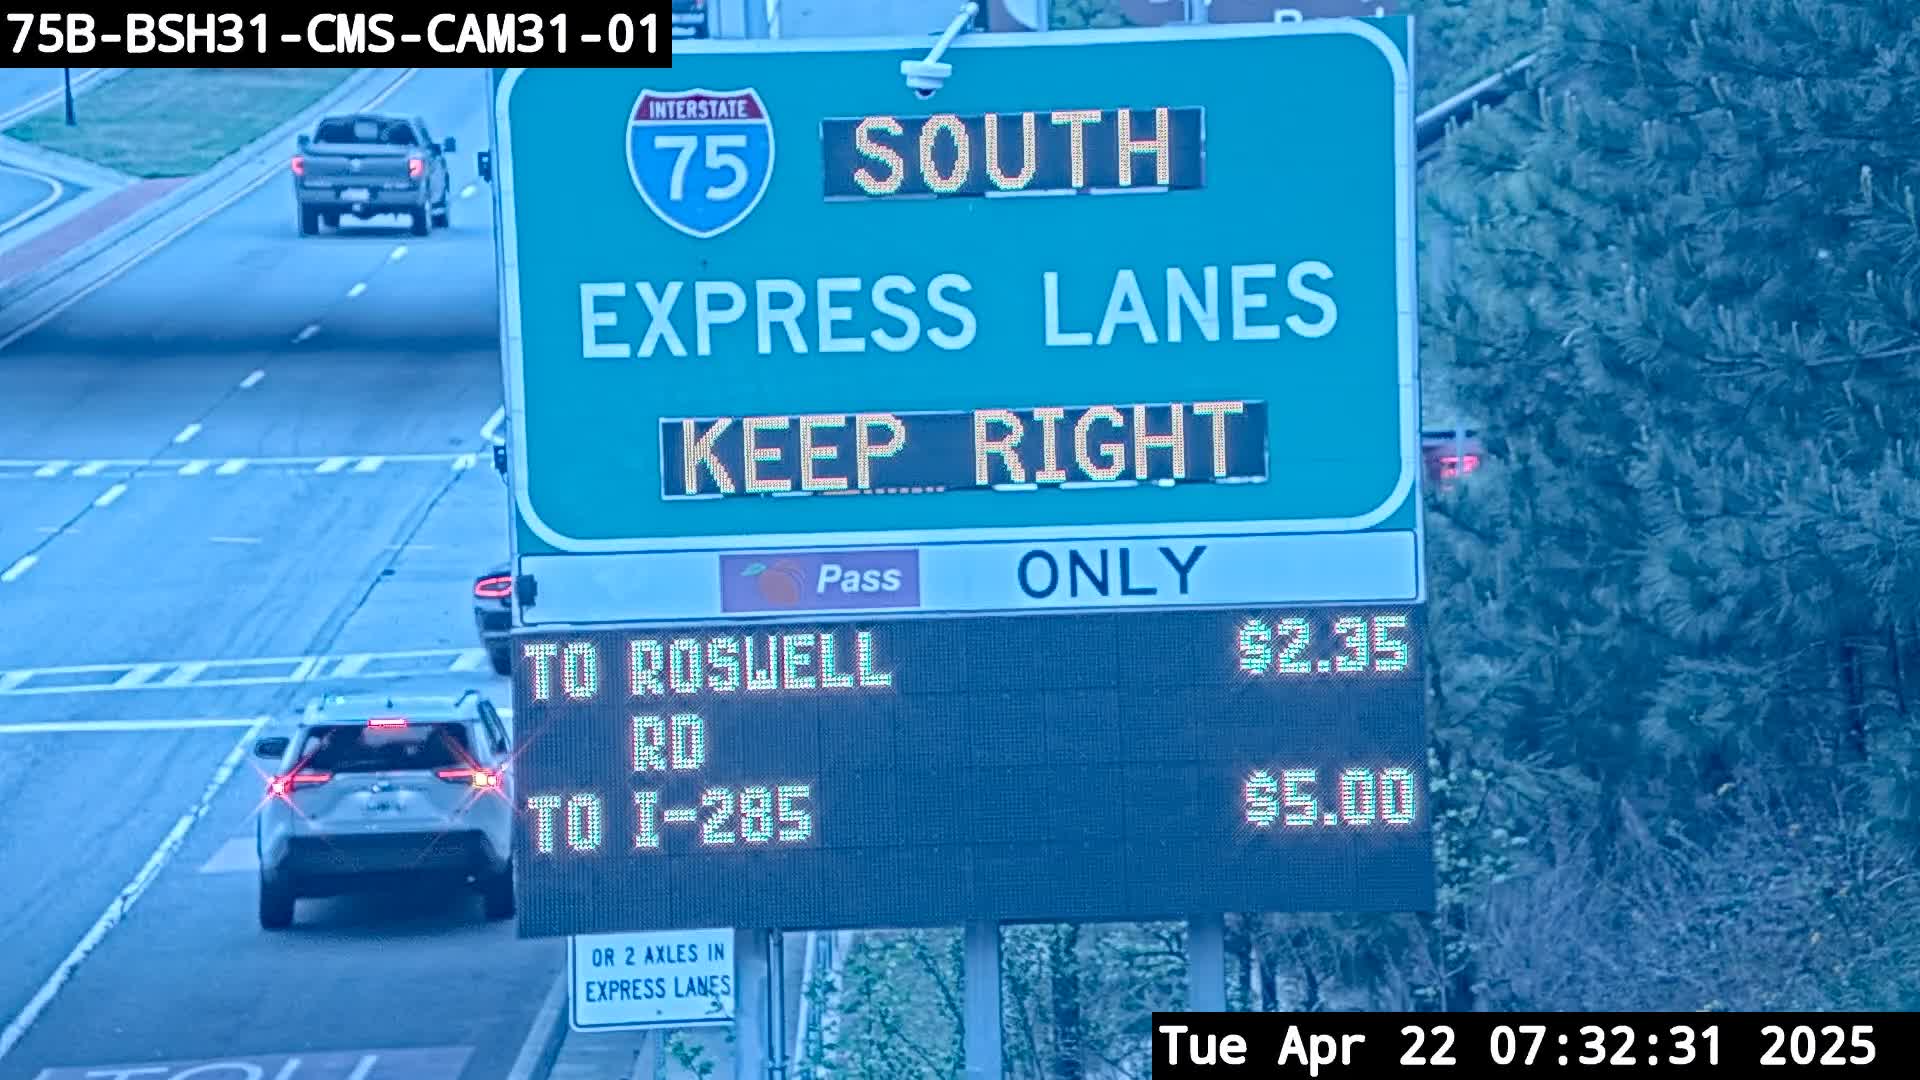 75B-BSH31-CMS-CAM31-01
INTERSTATE
75
SOUTH
EXPRESS LANES
KEEP RIGHT
Pass ONLY
TO ROSWELL $2.35
RD
TO I-285 $5.00
OR 2 AXLES IN
EXPRESS LANES
TOLL
Tue Apr 22 07:32:31 2025